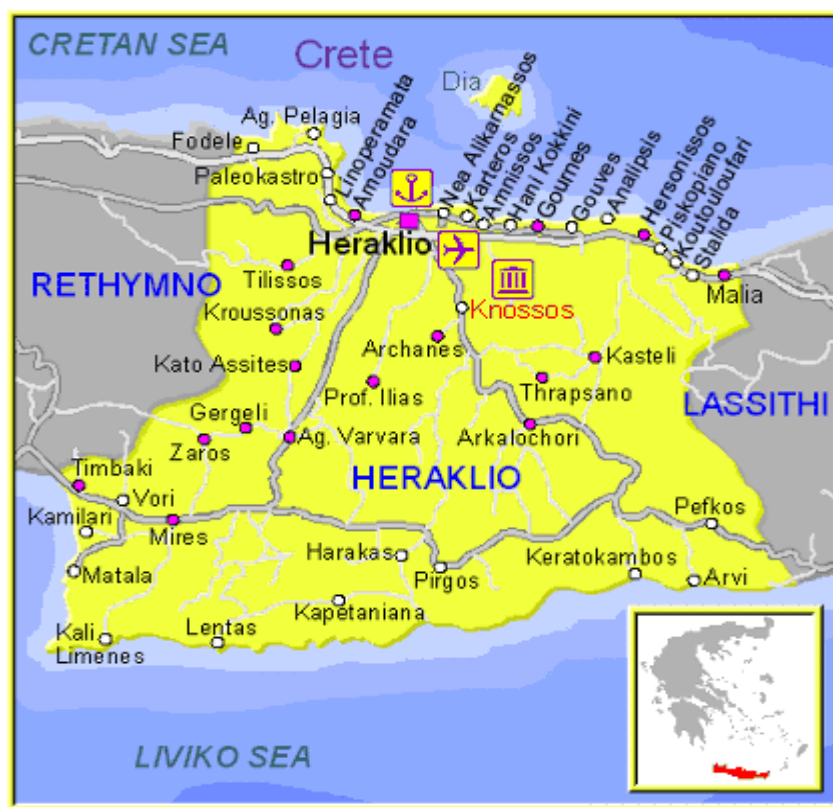 CRETAN SEA
Crete
Dia
Ag. Pelagia
Fodele
Paleokastro
Linoperamata
Amoudara
Nea Alikarnassos
Karteros
Amnissos
Hani Kokkini
Gournes
Gouves
Analipsis
Hersonissos
Piskopiano
Koutouloufari
Stalida
Malia
Heraklio
RETHYMNO
Tilissos
Kroussonas
Knossos
Archanes
Kasteli
Kato Assites
Prof. Ilias
Thrapsano
LASSITHI
Gergeli
Zaros
Ag. Varvara
Arkalochori
HERAKLIO
Timbaki
Vori
Kamilari
Mires
Pefkos
Harakas
Pirgos
Keratokambos
Arvi
Matala
Kapetaniana
Lentas
Kali
Limenes
LIVIKO SEA